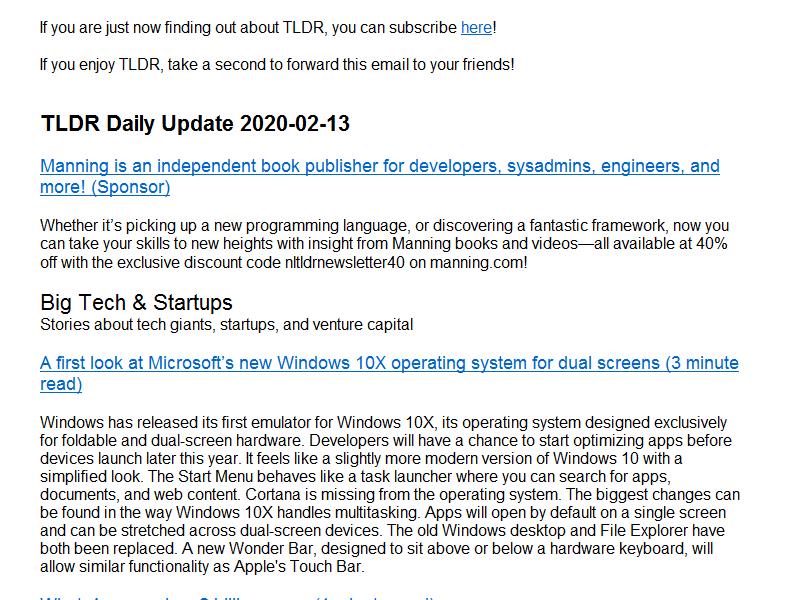 If you are just now finding out about TLDR, you can subscribe here!
If you enjoy TLDR, take a second to forward this email to your friends!
TLDR Daily Update 2020-02-13
Manning is an independent book publisher for developers, sysadmins, engineers, and
more! (Sponsor)
Whether it's picking up a new programming language, or discovering a fantastic framework, now you
can take your skills to new heights with insight from Manning books and videos—all available at 40%
off with the exclusive discount code nltldrnewsletter40 on manning.com!
Big Tech & Startups
Stories about tech giants, startups, and venture capital
A first look at Microsoft's new Windows 10X operating system for dual screens (3 minute
read)
Windows has released its first emulator for Windows 10X, its operating system designed exclusively
for foldable and dual-screen hardware. Developers will have a chance to start optimizing apps before
devices launch later this year. It feels like a slightly more modern version of Windows 10 with a
simplified look. The Start Menu behaves like a task launcher where you can search for apps,
documents, and web content. Cortana is missing from the operating system. The biggest changes can
be found in the way Windows 10X handles multitasking. Apps will open by default on a single screen
and can be stretched across dual-screen devices. The old Windows desktop and File Explorer have
both been replaced. A new Wonder Bar, designed to sit above or below a hardware keyboard, will
allow similar functionality as Apple's Touch Bar.